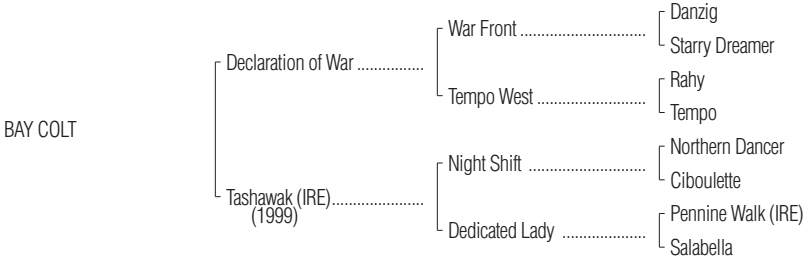 Danzig
War Front ..............................
Starry Dreamer
Declaration of War ................
Rahy
Tempo West ..........................
Tempo
BAY COLT
Northern Dancer
Night Shift ............................
Ciboulette
Tashawak (IRE)......................
(1999)
Pennine Walk (IRE)
Dedicated Lady ....................
Salabella